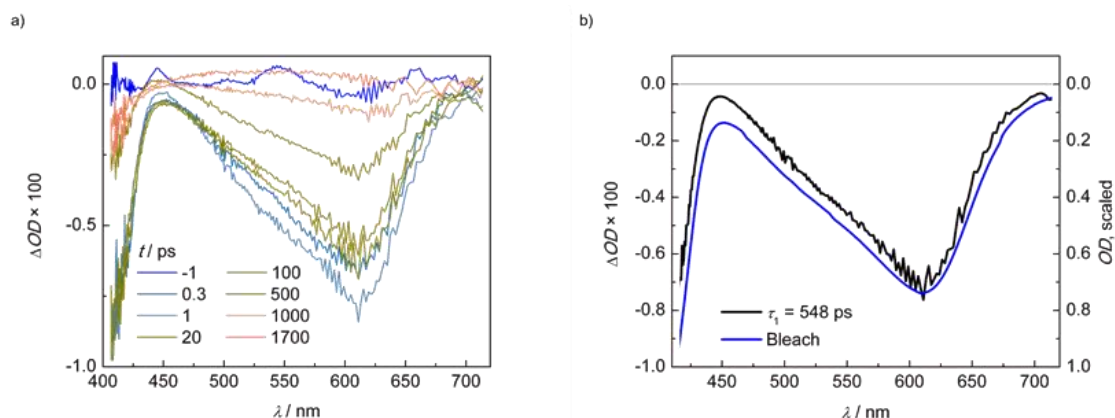 a)
0.0
-0.5
-1.0
ΔOD × 100
t / ps
-1 100
0.3 500
1 1000
20 1700
400 450 500 550 600 650 700
λ / nm
b)
0.0 0.0
-0.2 0.2
-0.4 0.4
-0.6 0.6
-0.8 0.8
-1.0 1.0
ΔOD × 100
OD, scaled
τ₁ = 548 ps
Bleach
450 500 550 600 650 700
λ / nm